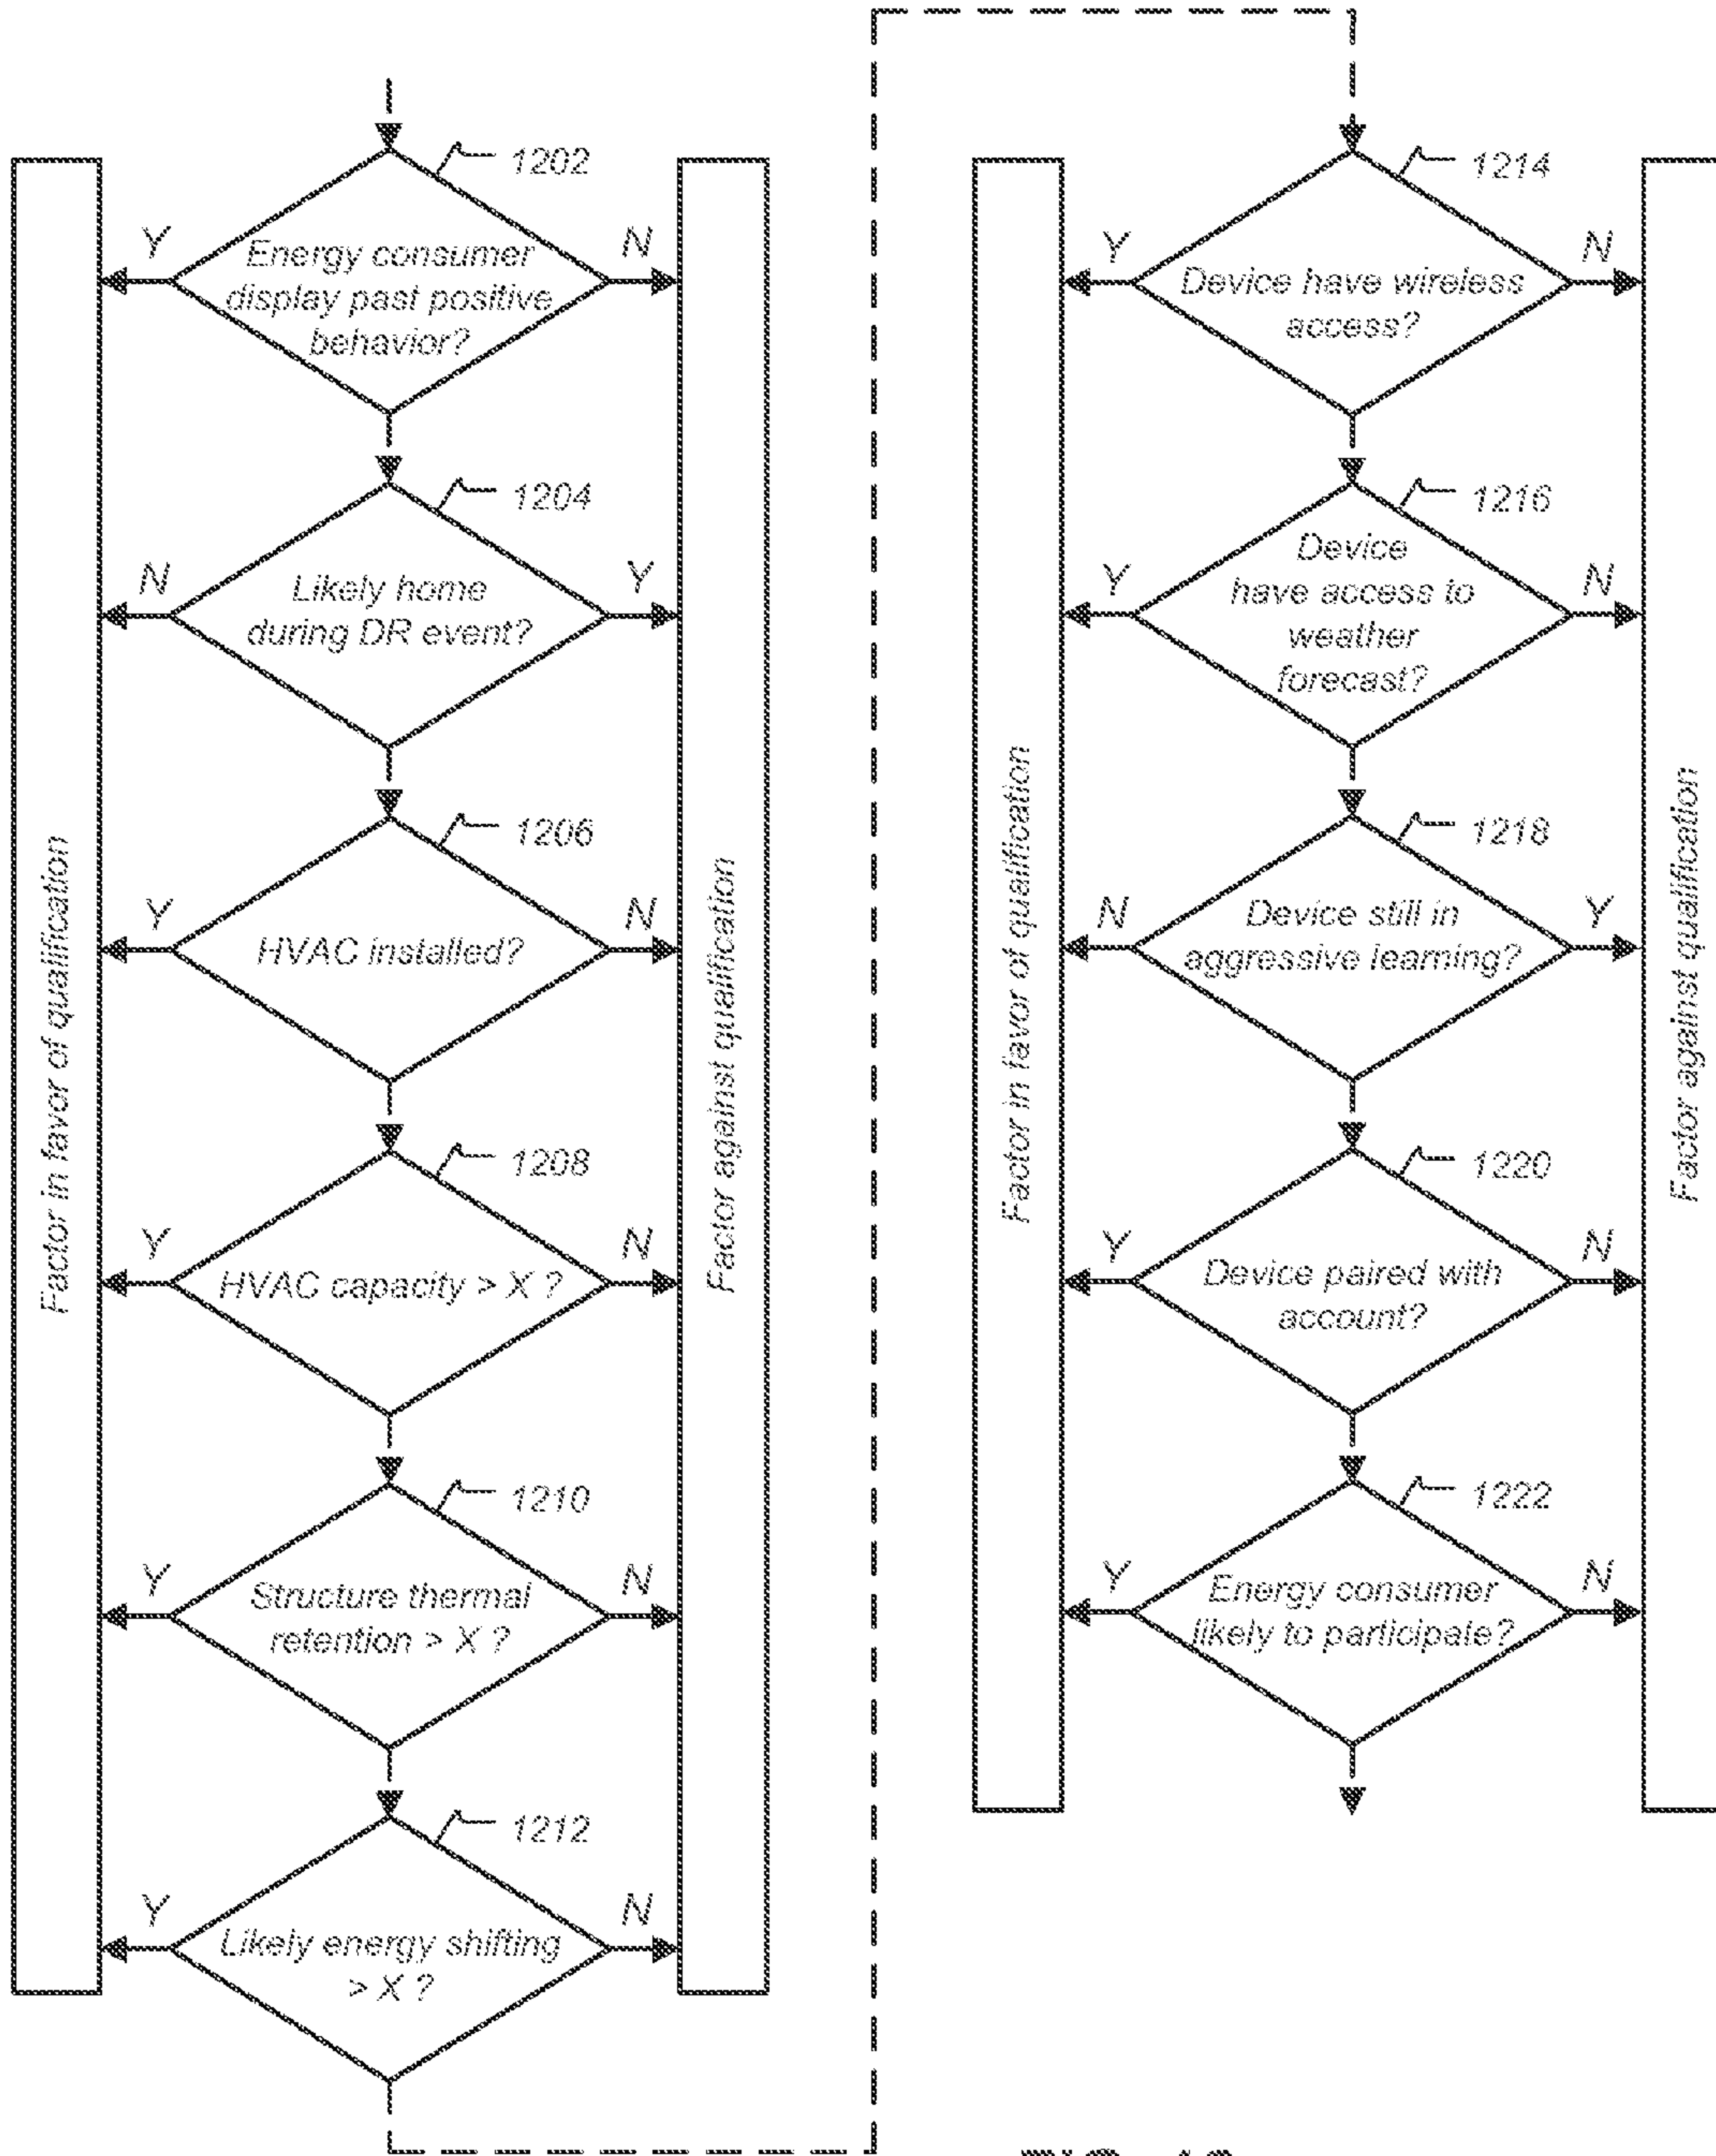 1202
Y
N
Energy consumer
display past positive
behavior?
1204
N
Y
Likely home
during DR event?
1206
Y
N
HVAC installed?
1208
Y
N
HVAC capacity > X ?
1210
Y
N
Structure thermal
retention > X ?
1212
Y
N
Likely energy shifting
> X ?
Factor in favor of qualification
Factor against qualification
1214
Y
N
Device have wireless
access?
1216
Y
N
Device
have access to
weather
forecast?
1218
N
Y
Device still in
aggressive learning?
1220
Y
N
Device paired with
account?
1222
Y
N
Energy consumer
likely to participate?
Factor in favor of qualification
Factor against qualification